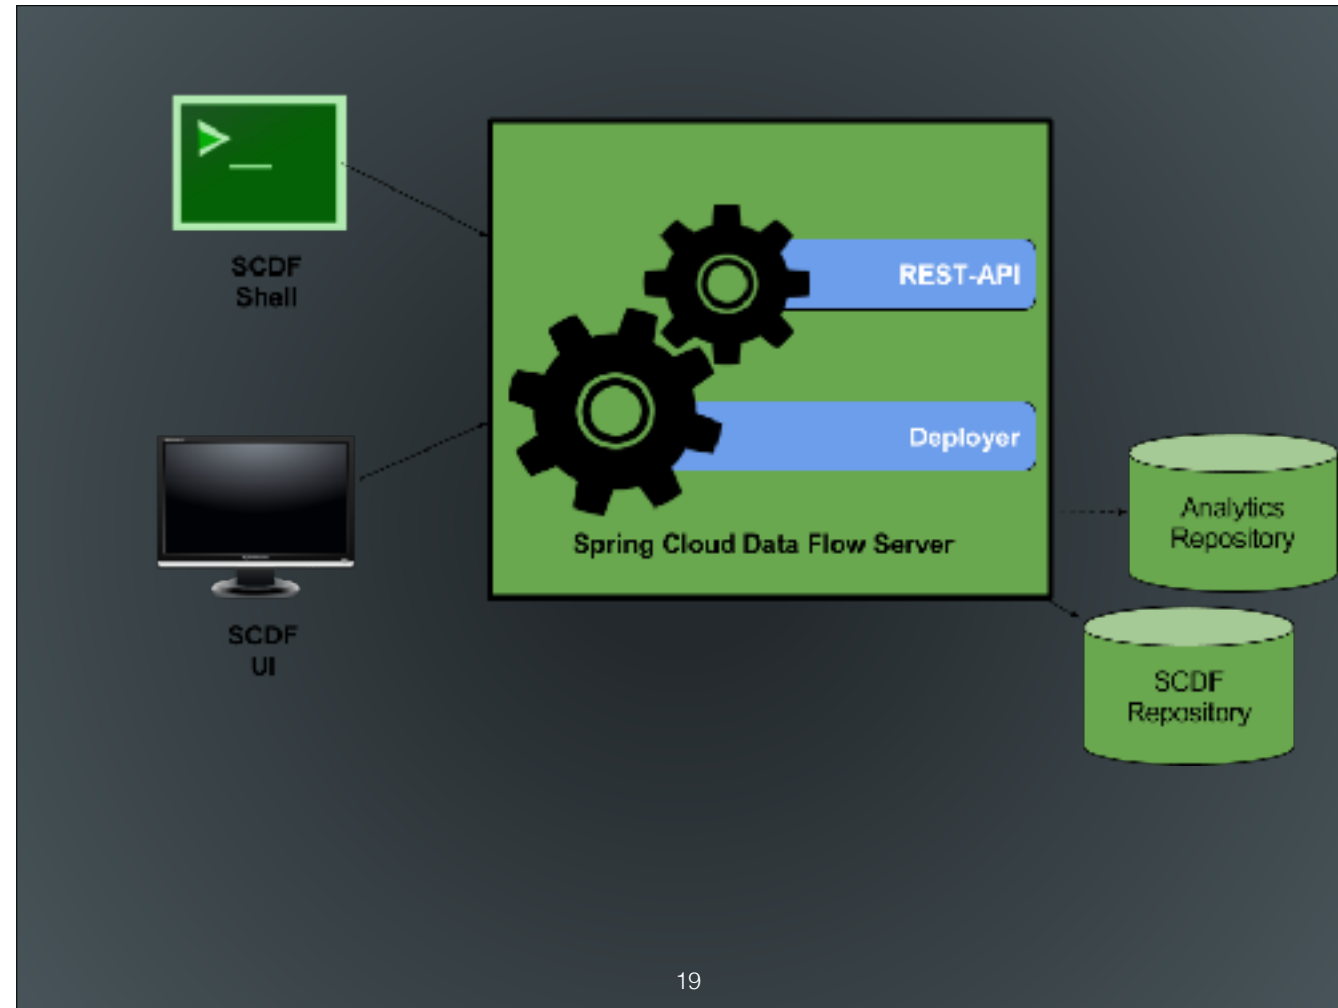 >_
SCDF
Shell
REST-API
Deployer
Spring Cloud Data Flow Server
Analytics
Repository
SCDF
UI
SCDF
Repository
19